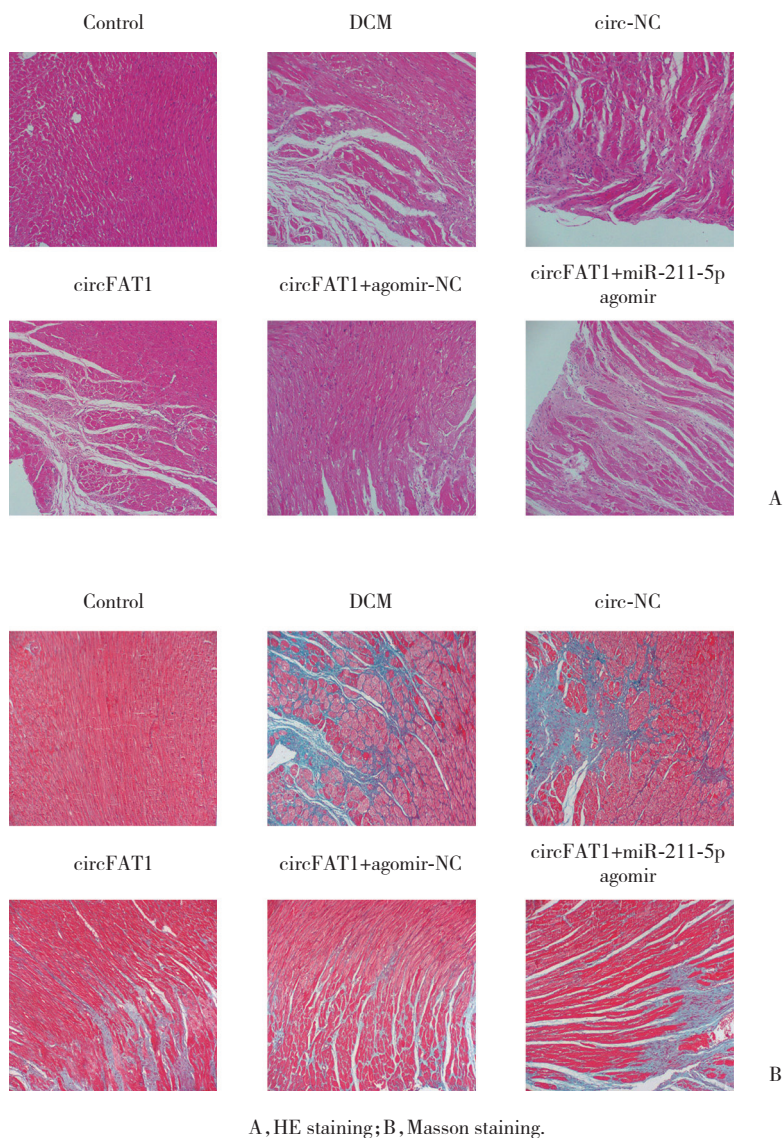 Control DCM circ-NC
circFAT1 circFAT1+agomir-NC circFAT1+miR-211-5p
agomir
A
Control DCM circ-NC
circFAT1 circFAT1+agomir-NC circFAT1+miR-211-5p
agomir
B
A, HE staining; B, Masson staining.